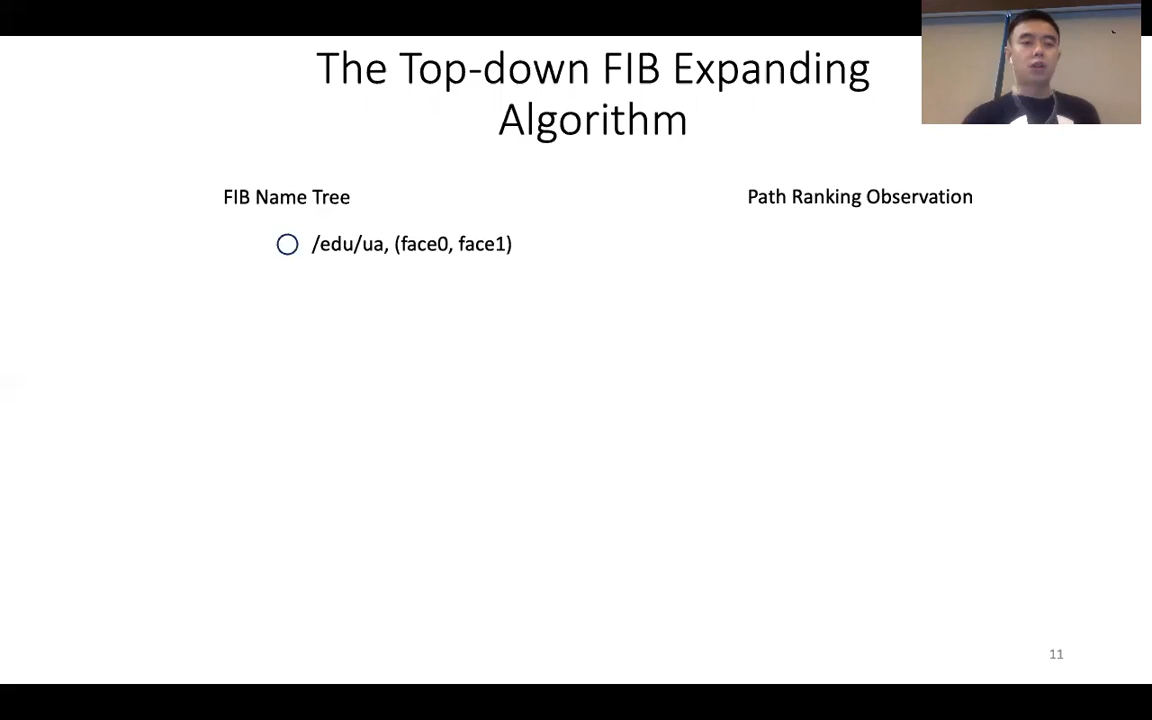 The Top-down FIB Expanding
Algorithm
FIB Name Tree
Path Ranking Observation
/edu/ua, (face0, face1)
11